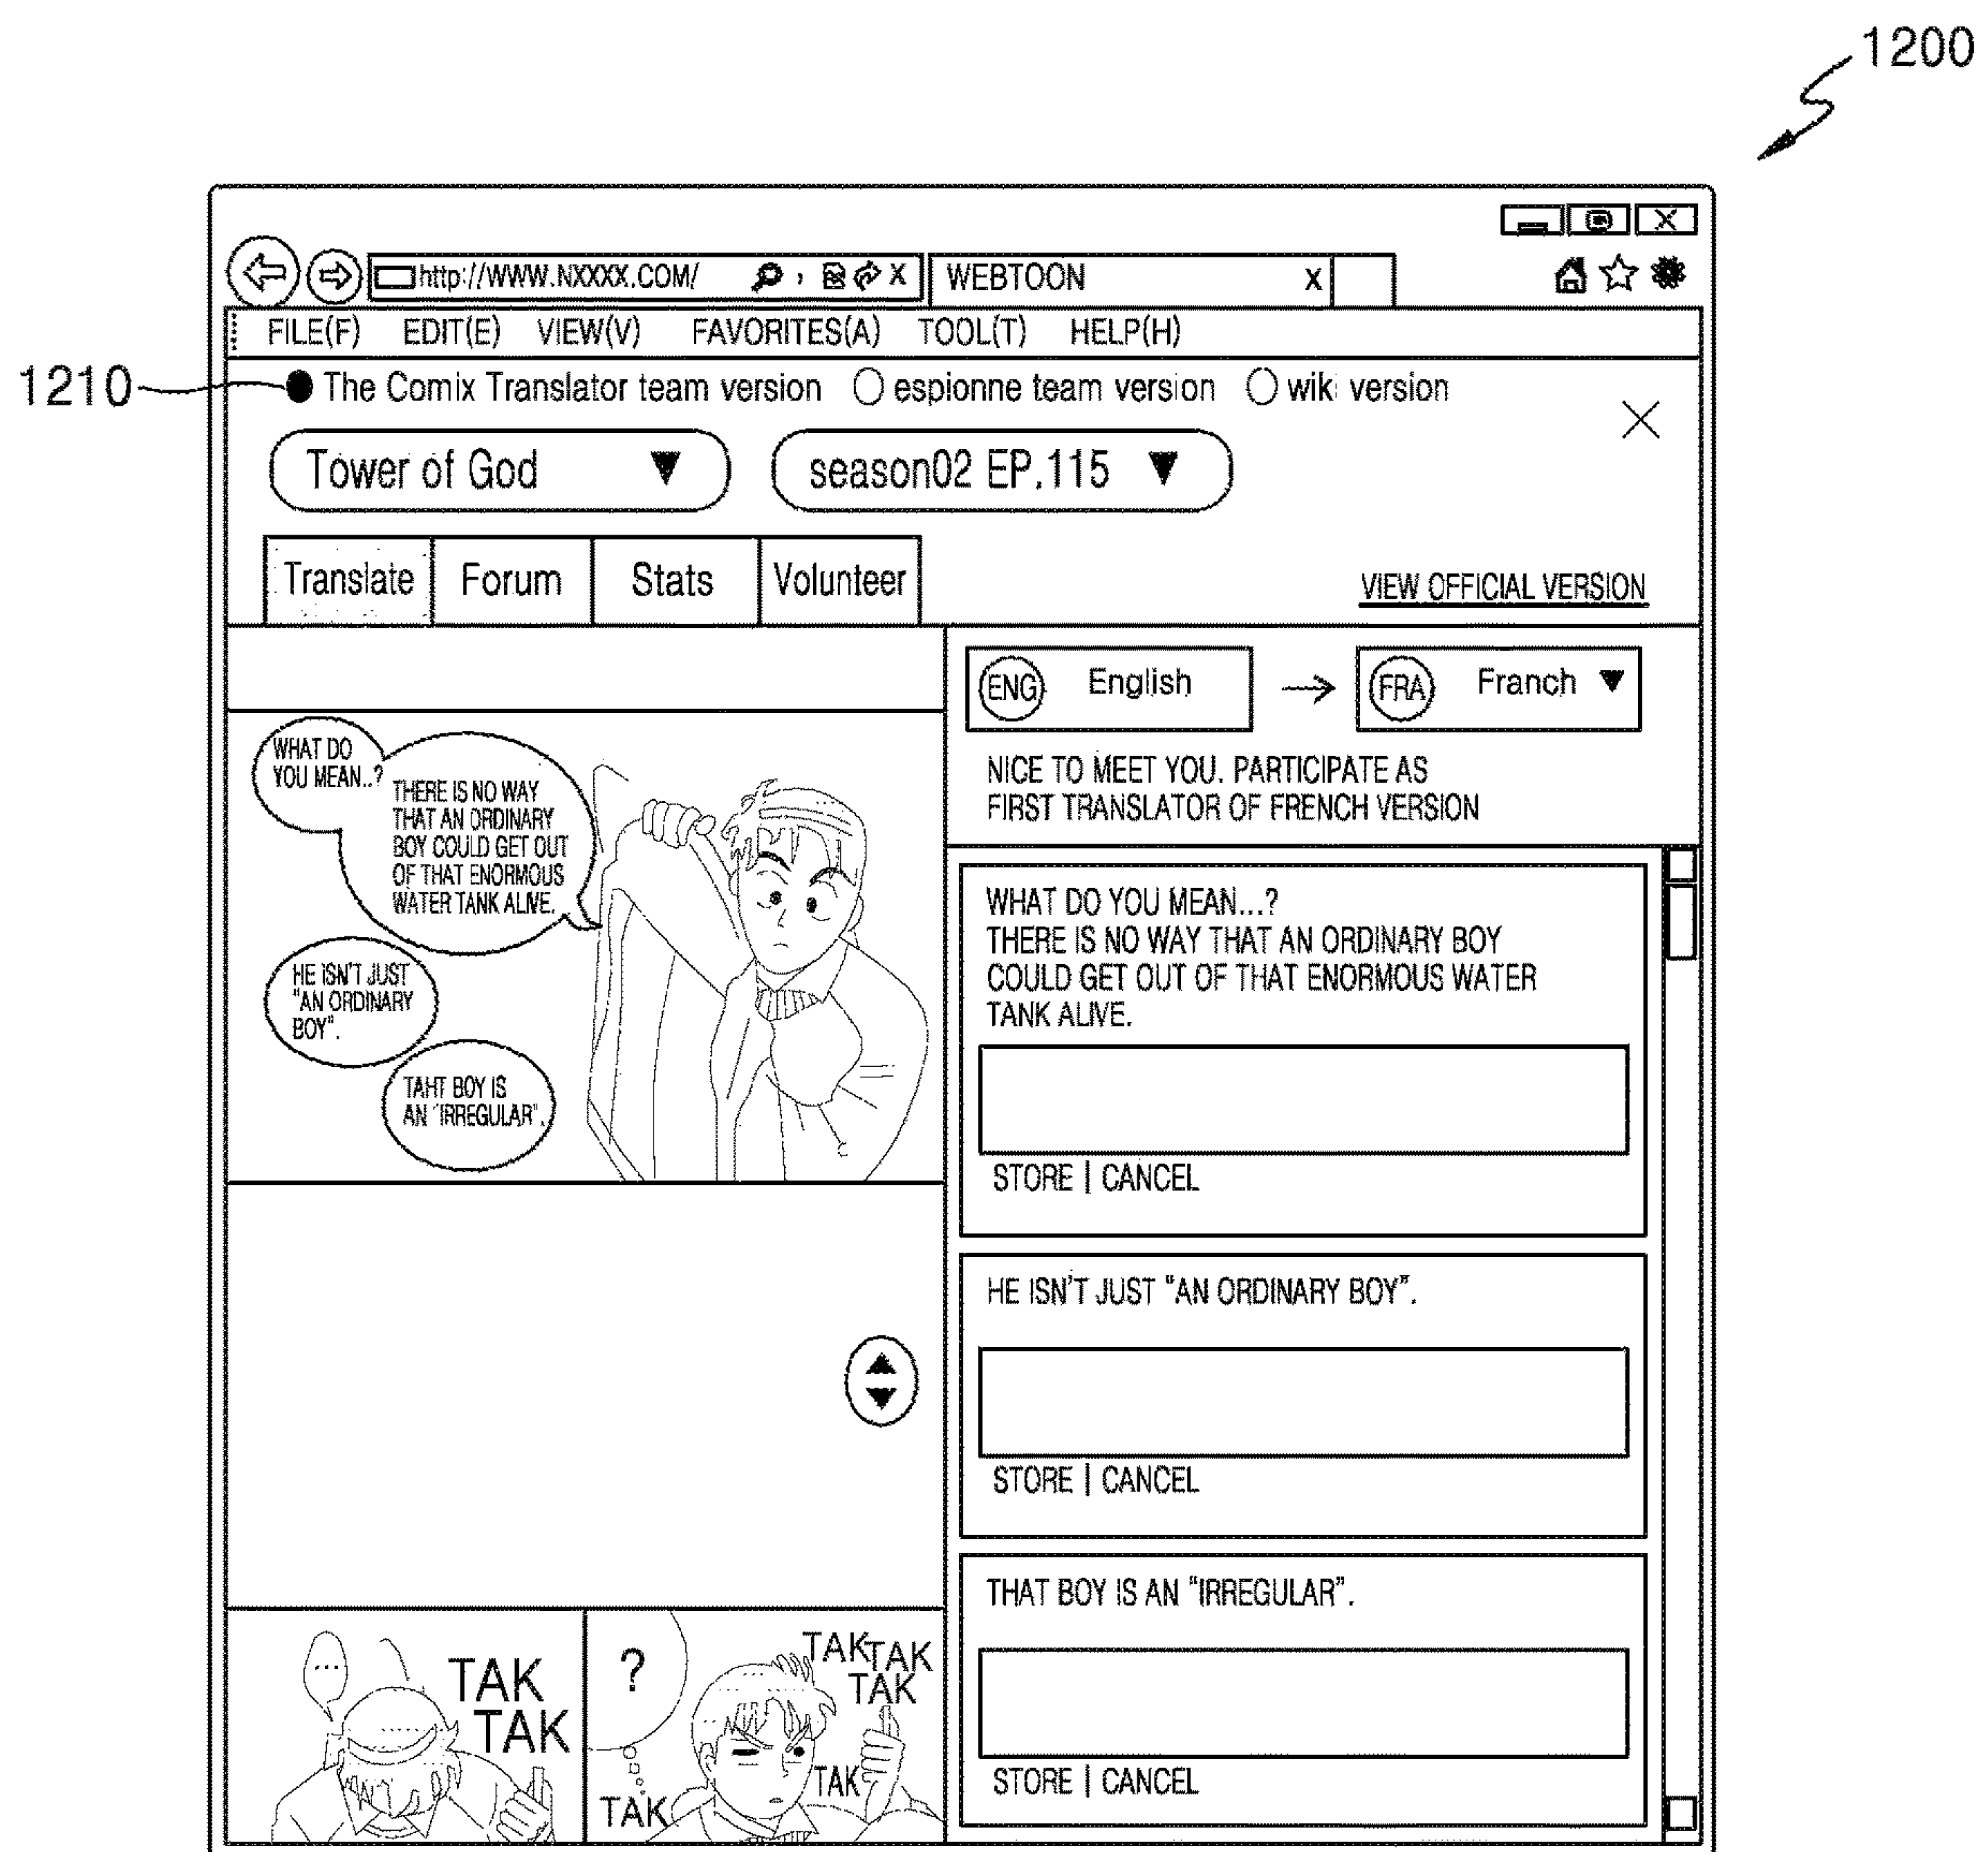 1200
http://WWW.NXXXX.COM/
WEBTOON X
FILE(F) EDIT(E) VIEW(V) FAVORITES(A) TOOL(T) HELP(H)
1210
The Comix Translator team version espionne team version wiki version
Tower of God season02 EP.115
Translate Forum Stats Volunteer
VIEW OFFICIAL VERSION
ENG English → FRA Franch
NICE TO MEET YOU. PARTICIPATE AS
FIRST TRANSLATOR OF FRENCH VERSION
WHAT DO
YOU MEAN..?
THERE IS NO WAY
THAT AN ORDINARY
BOY COULD GET OUT
OF THAT ENORMOUS
WATER TANK ALIVE.
HE ISN'T JUST
"AN ORDINARY
BOY".
TAHT BOY IS
AN "IRREGULAR".
WHAT DO YOU MEAN...?
THERE IS NO WAY THAT AN ORDINARY BOY
COULD GET OUT OF THAT ENORMOUS WATER
TANK ALIVE.
STORE | CANCEL
HE ISN'T JUST "AN ORDINARY BOY".
STORE | CANCEL
THAT BOY IS AN "IRREGULAR".
STORE | CANCEL
...
TAK
TAK
?
TAK
TAK
TAK
TAK
TAK